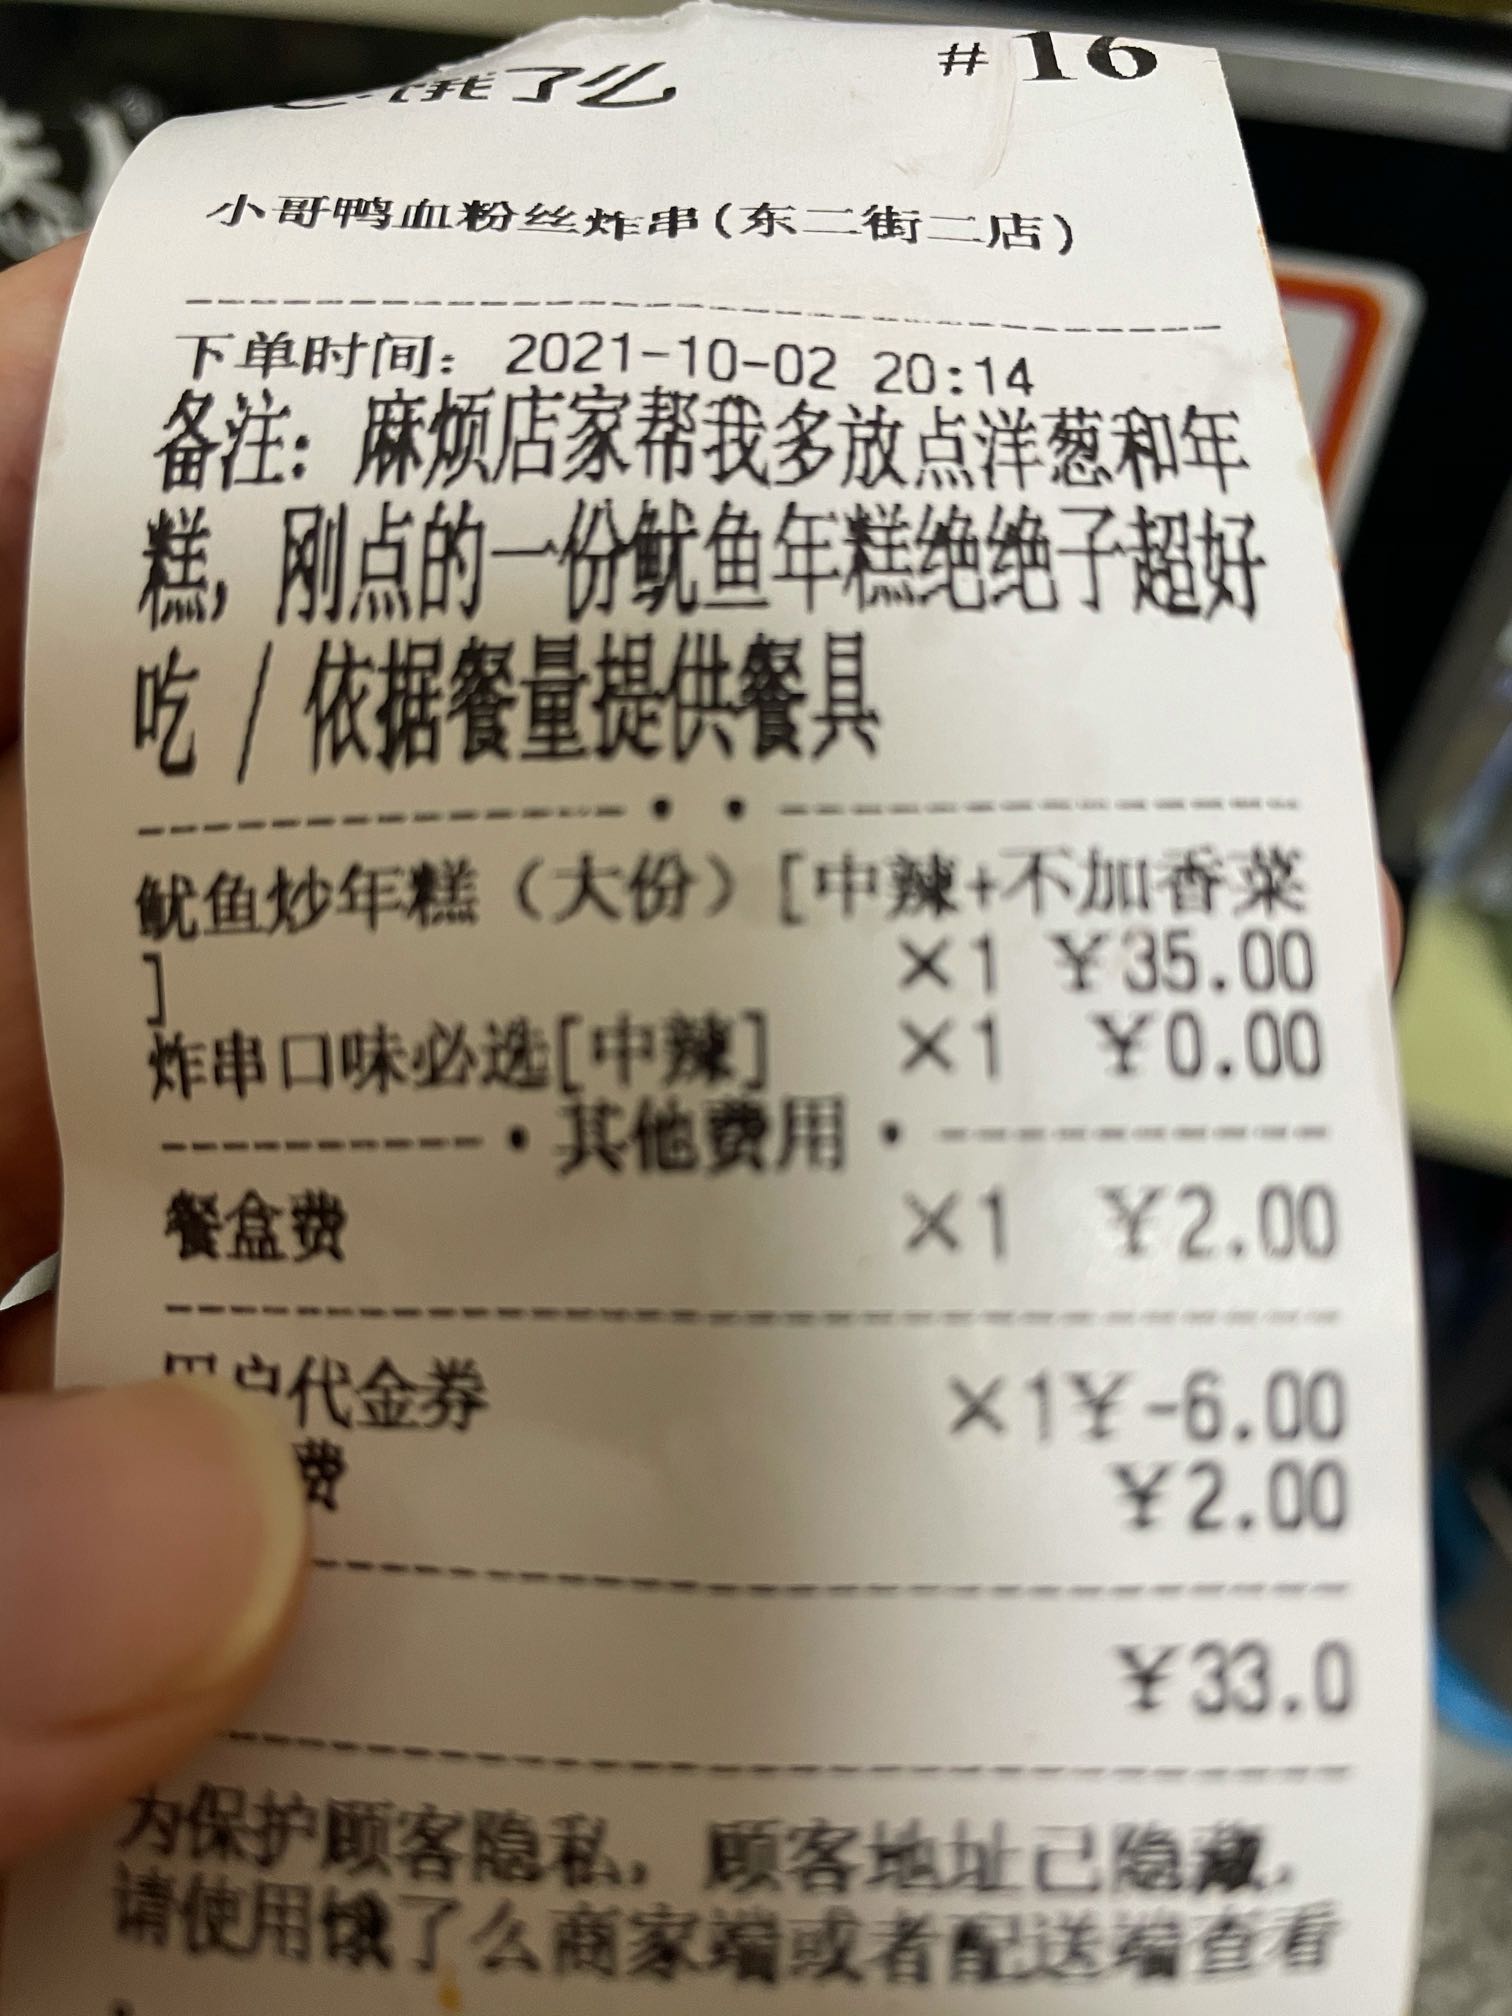 饿了么 #16
小哥鸭血粉丝炸串(东二街二店)
下单时间: 2021-10-02 20:14
备注: 麻烦店家帮我多放点洋葱和年
糕, 刚点的一份鱿鱼年糕绝绝子超好
吃 / 依据餐量提供餐具
鱿鱼炒年糕（大份）[中辣+不加香菜
] ×1 ¥35.00
炸串口味必选[中辣] ×1 ¥0.00
其他费用
餐盒费 ×1 ¥2.00
用户代金券 ×1¥-6.00
费 ¥2.00
¥33.0
为保护顾客隐私，顾客地址已隐藏，
请使用饿了么商家端或者配送端查看